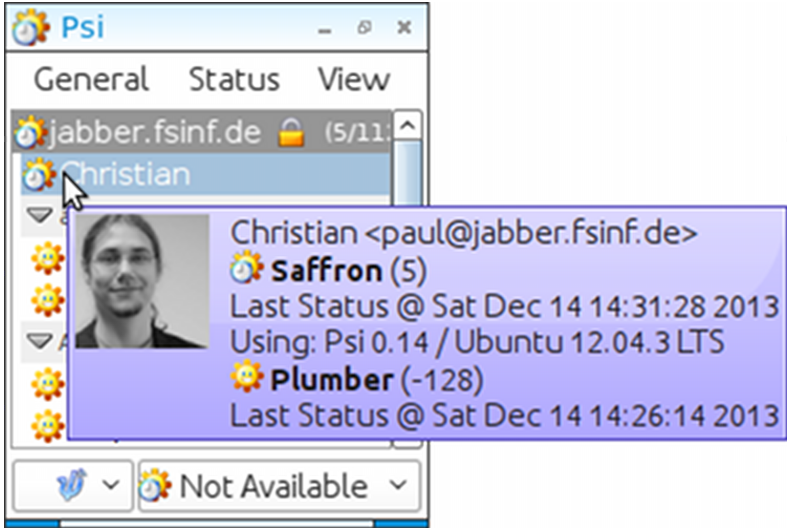 Psi
General Status View
jabber.fsinf.de (5/11
Christian
Christian <paul@jabber.fsinf.de>
Saffron (5)
Last Status @ Sat Dec 14 14:31:28 2013
Using: Psi 0.14 / Ubuntu 12.04.3 LTS
Plumber (-128)
Last Status @ Sat Dec 14 14:26:14 2013
Not Available